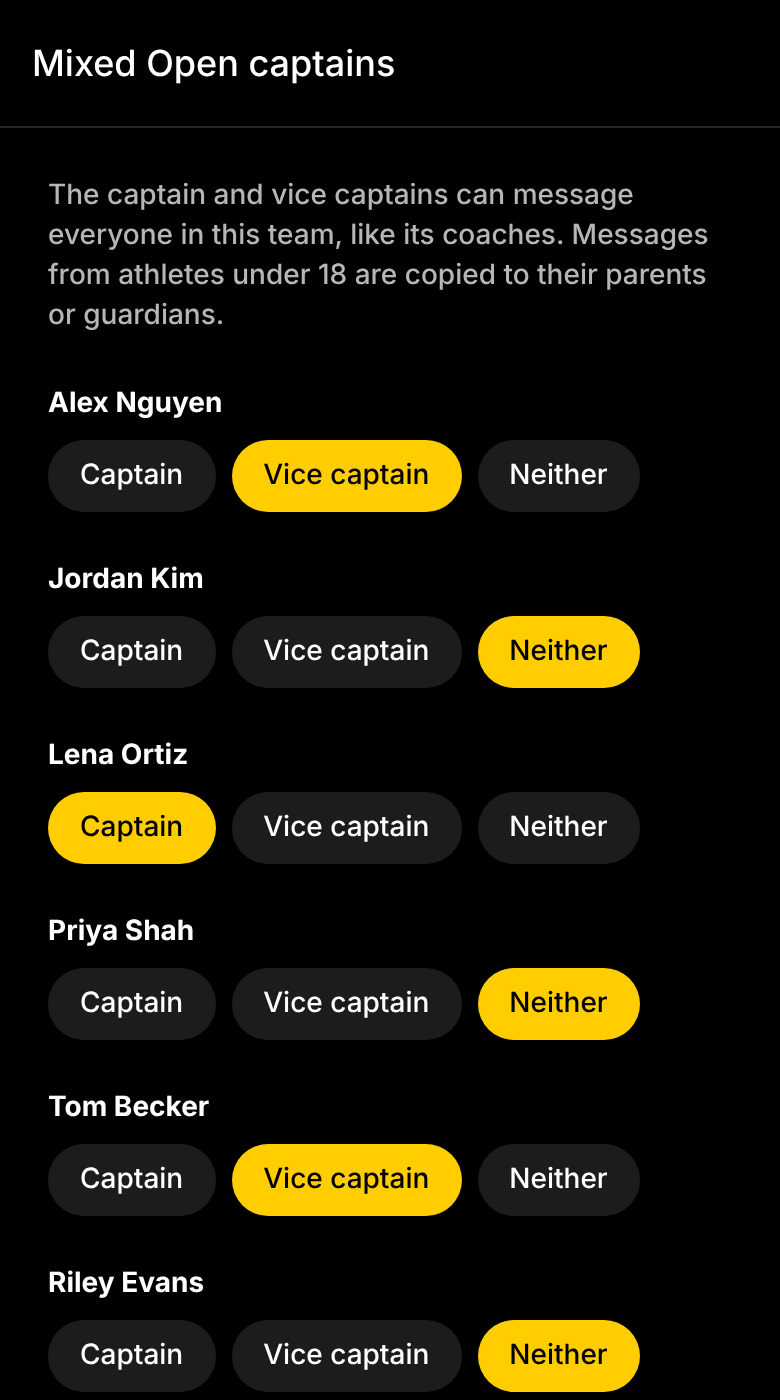 Mixed Open captains
The captain and vice captains can message
everyone in this team, like its coaches. Messages
from athletes under 18 are copied to their parents
or guardians.
Alex Nguyen
Captain Vice captain Neither
Jordan Kim
Captain Vice captain Neither
Lena Ortiz
Captain Vice captain Neither
Priya Shah
Captain Vice captain Neither
Tom Becker
Captain Vice captain Neither
Riley Evans
Captain Vice captain Neither